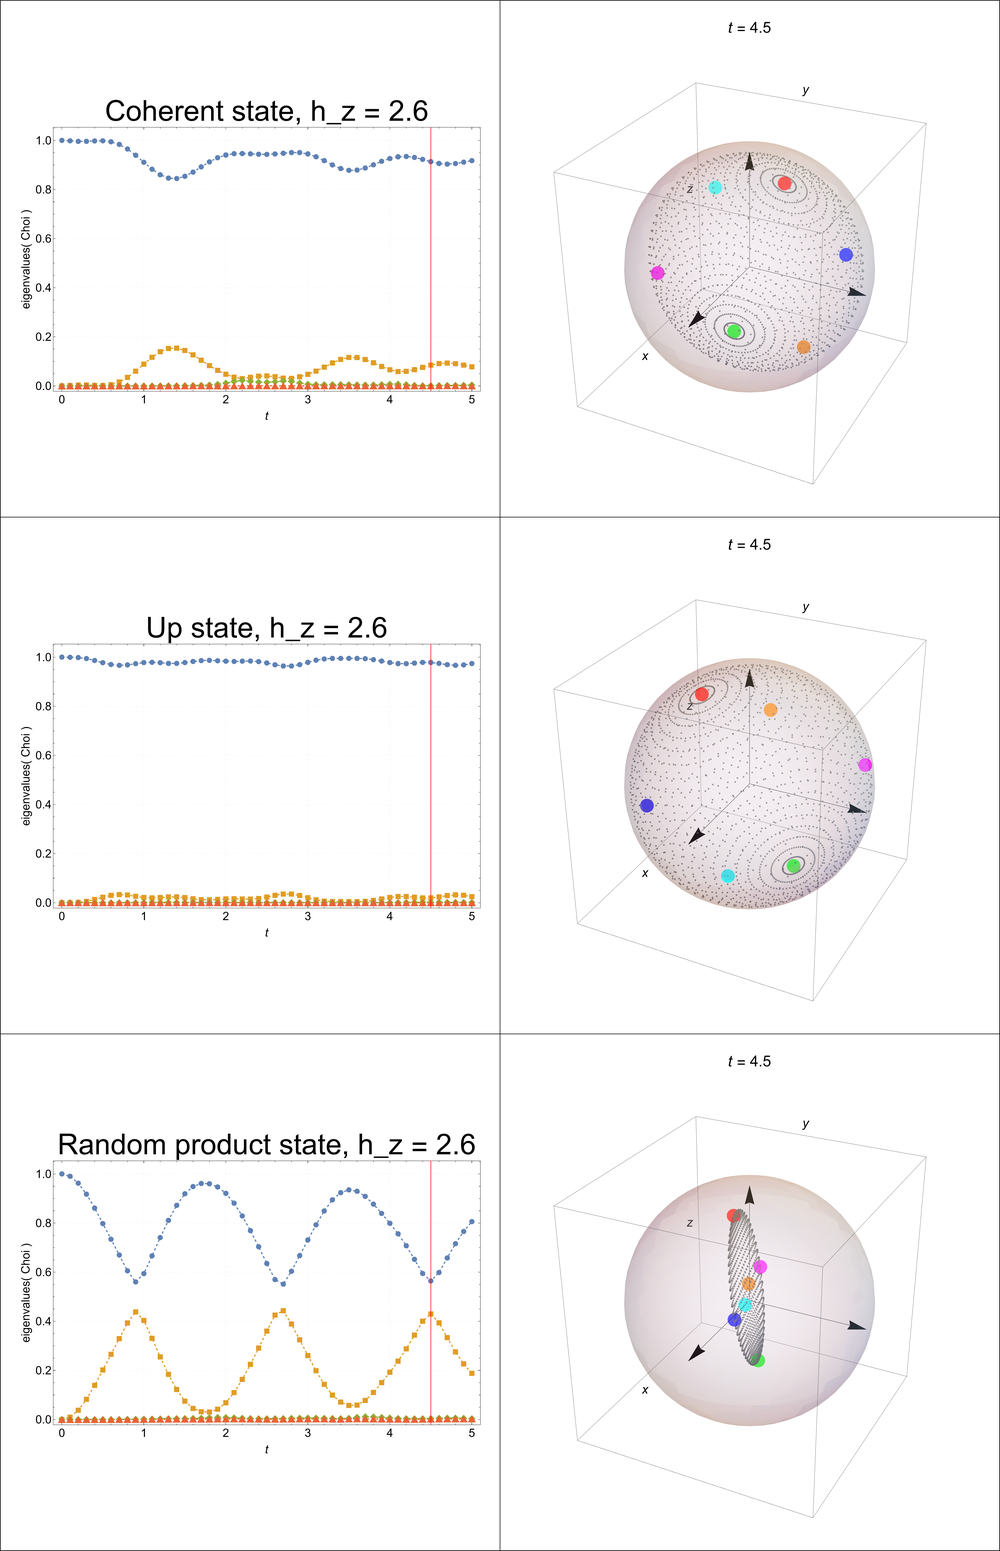 Coherent state, h_z = 2.6
eigenvalues( Choi )
1.0
0.8
0.6
0.4
0.2
0.0
0 1 2 3 4 5
t
t = 4.5
y
z
x
Up state, h_z = 2.6
eigenvalues( Choi )
1.0
0.8
0.6
0.4
0.2
0.0
0 1 2 3 4 5
t
t = 4.5
y
z
x
Random product state, h_z = 2.6
eigenvalues( Choi )
1.0
0.8
0.6
0.4
0.2
0.0
0 1 2 3 4 5
t
t = 4.5
y
z
x